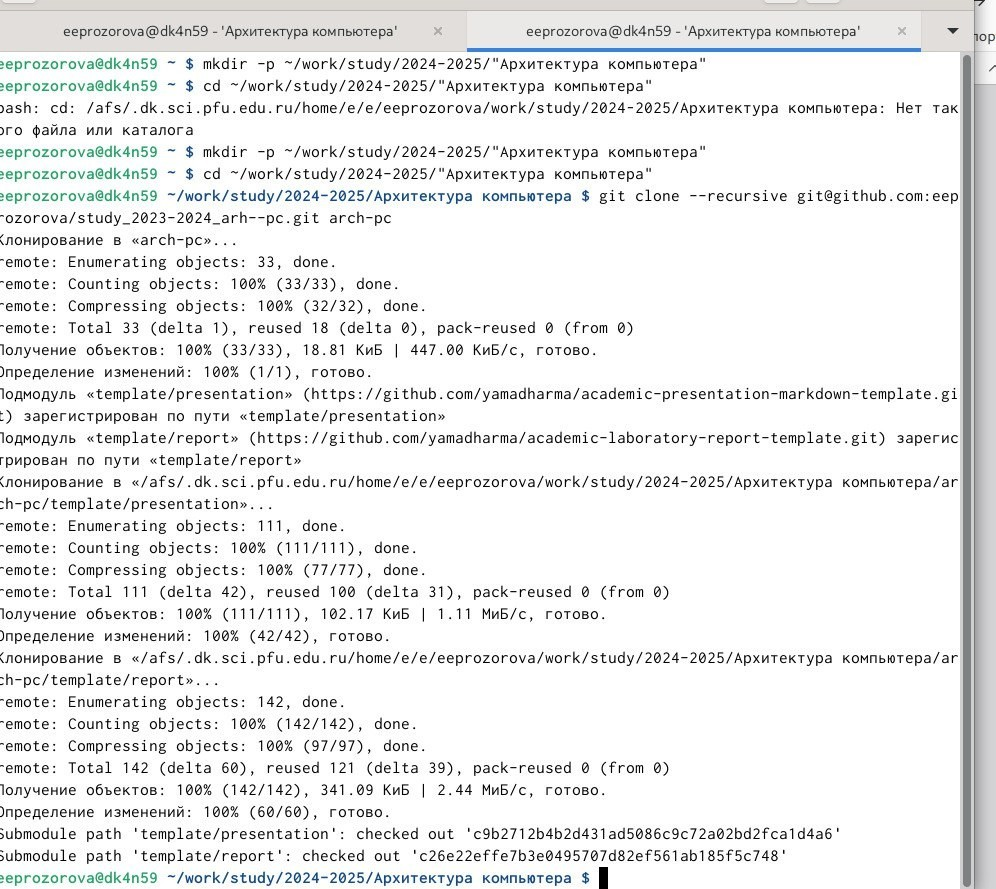 eeprozorova@dk4n59 - 'Архитектура компьютера' × eeprozorova@dk4n59 - 'Архитектура компьютера' ×
eeprozorova@dk4n59 ~ $ mkdir -p ~/work/study/2024-2025/"Архитектура компьютера"
eeprozorova@dk4n59 ~ $ cd ~/work/study/2024-2025/"Архитектура компьютера"
bash: cd: /afs/.dk.sci.pfu.edu.ru/home/e/e/eeprozorova/work/study/2024-2025/Архитектура компьютера: Нет так
ого файла или каталога
eeprozorova@dk4n59 ~ $ mkdir -p ~/work/study/2024-2025/"Архитектура компьютера"
eeprozorova@dk4n59 ~ $ cd ~/work/study/2024-2025/"Архитектура компьютера"
eeprozorova@dk4n59 ~/work/study/2024-2025/Архитектура компьютера $ git clone --recursive git@github.com:eep
rozorova/study_2023-2024_arh--pc.git arch-pc
Клонирование в «arch-pc»...
remote: Enumerating objects: 33, done.
remote: Counting objects: 100% (33/33), done.
remote: Compressing objects: 100% (32/32), done.
remote: Total 33 (delta 1), reused 18 (delta 0), pack-reused 0 (from 0)
Получение объектов: 100% (33/33), 18.81 КиБ | 447.00 КиБ/с, готово.
Определение изменений: 100% (1/1), готово.
Подмодуль «template/presentation» (https://github.com/yamadharma/academic-presentation-markdown-template.gi
t) зарегистрирован по пути «template/presentation»
Подмодуль «template/report» (https://github.com/yamadharma/academic-laboratory-report-template.git) зарегис
трирован по пути «template/report»
Клонирование в «/afs/.dk.sci.pfu.edu.ru/home/e/e/eeprozorova/work/study/2024-2025/Архитектура компьютера/ar
ch-pc/template/presentation»...
remote: Enumerating objects: 111, done.
remote: Counting objects: 100% (111/111), done.
remote: Compressing objects: 100% (77/77), done.
remote: Total 111 (delta 42), reused 100 (delta 31), pack-reused 0 (from 0)
Получение объектов: 100% (111/111), 102.17 КиБ | 1.11 МиБ/с, готово.
Определение изменений: 100% (42/42), готово.
Клонирование в «/afs/.dk.sci.pfu.edu.ru/home/e/e/eeprozorova/work/study/2024-2025/Архитектура компьютера/ar
ch-pc/template/report»...
remote: Enumerating objects: 142, done.
remote: Counting objects: 100% (142/142), done.
remote: Compressing objects: 100% (97/97), done.
remote: Total 142 (delta 60), reused 121 (delta 39), pack-reused 0 (from 0)
Получение объектов: 100% (142/142), 341.09 КиБ | 2.44 МиБ/с, готово.
Определение изменений: 100% (60/60), готово.
Submodule path 'template/presentation': checked out 'c9b2712b4b2d431ad5086c9c72a02bd2fca1d4a6'
Submodule path 'template/report': checked out 'c26e22effe7b3e0495707d82ef561ab185f5c748'
eeprozorova@dk4n59 ~/work/study/2024-2025/Архитектура компьютера $